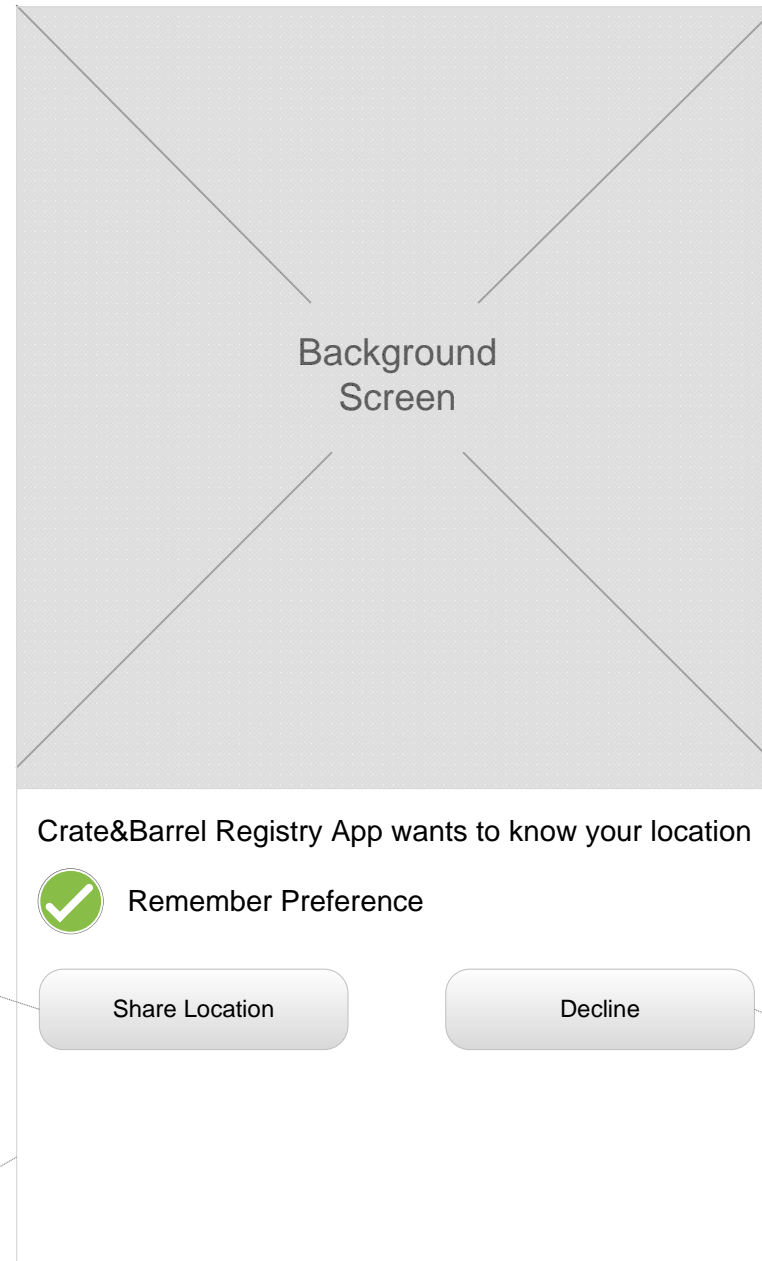 Background
Screen
Crate&Barrel Registry App wants to know your location
Remember Preference
Share Location
Decline